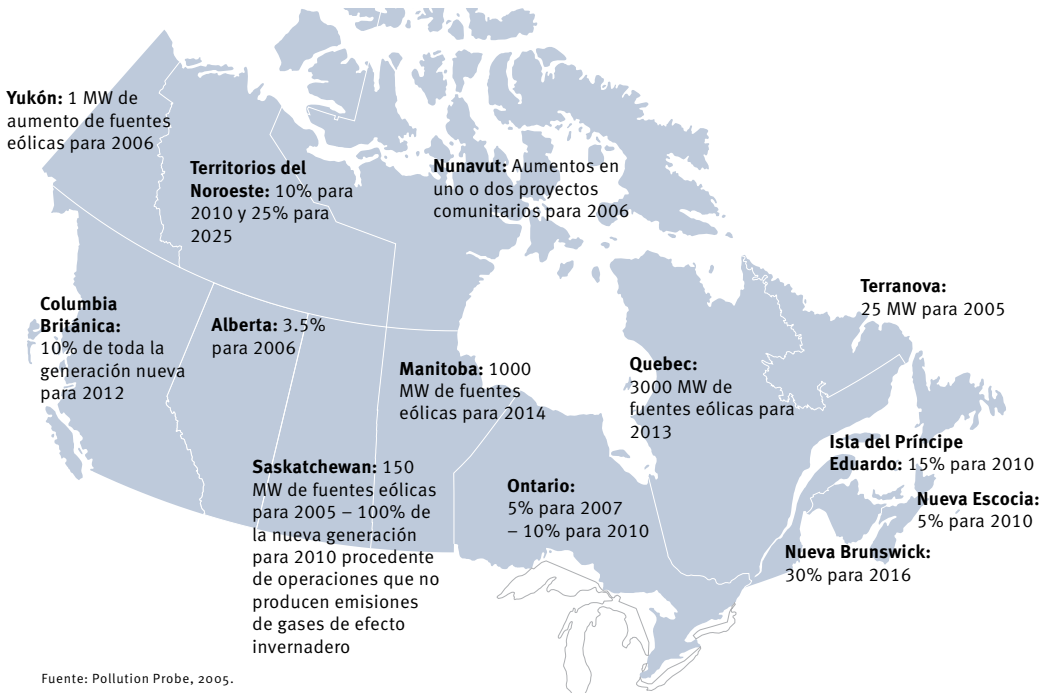 Yukón: 1 MW de
aumento de fuentes
eólicas para 2006
Territorios del
Noroeste: 10% para
2010 y 25% para
2025
Nunavut: Aumentos en
uno o dos proyectos
comunitarios para 2006
Columbia
Británica:
10% de toda la
generación nueva
para 2012
Alberta: 3.5%
para 2006
Manitoba: 1000
MW de fuentes
eólicas para 2014
Quebec:
3000 MW de
fuentes eólicas para
2013
Terranova:
25 MW para 2005
Saskatchewan: 150
MW de fuentes eólicas
para 2005 – 100% de
la nueva generación
para 2010 procedente
de operaciones que no
producen emisiones
de gases de efecto
invernadero
Ontario:
5% para 2007
– 10% para 2010
Isla del Príncipe
Eduardo: 15% para 2010
Nueva Escocia:
5% para 2010
Nueva Brunswick:
30% para 2016
Fuente: Pollution Probe, 2005.